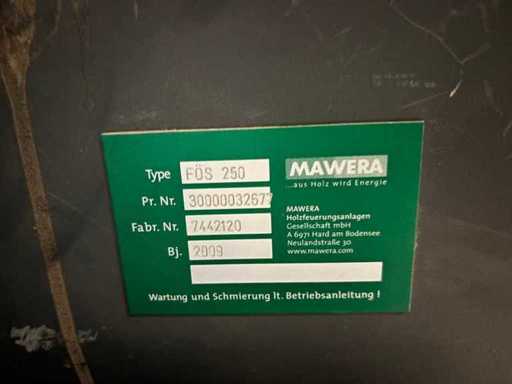 Type FÖS 250
Pr. Nr. 30000032677
Fabr. Nr. 7442120
Bj. 2009
MAWERA
...aus Holz wird Energie
MAWERA
Holzfeuerungsanlagen
Gesellschaft mbH
A 6971 Hard am Bodensee
Neulandstraße 30
www.mawera.com
Wartung und Schmierung lt. Betriebsanleitung !